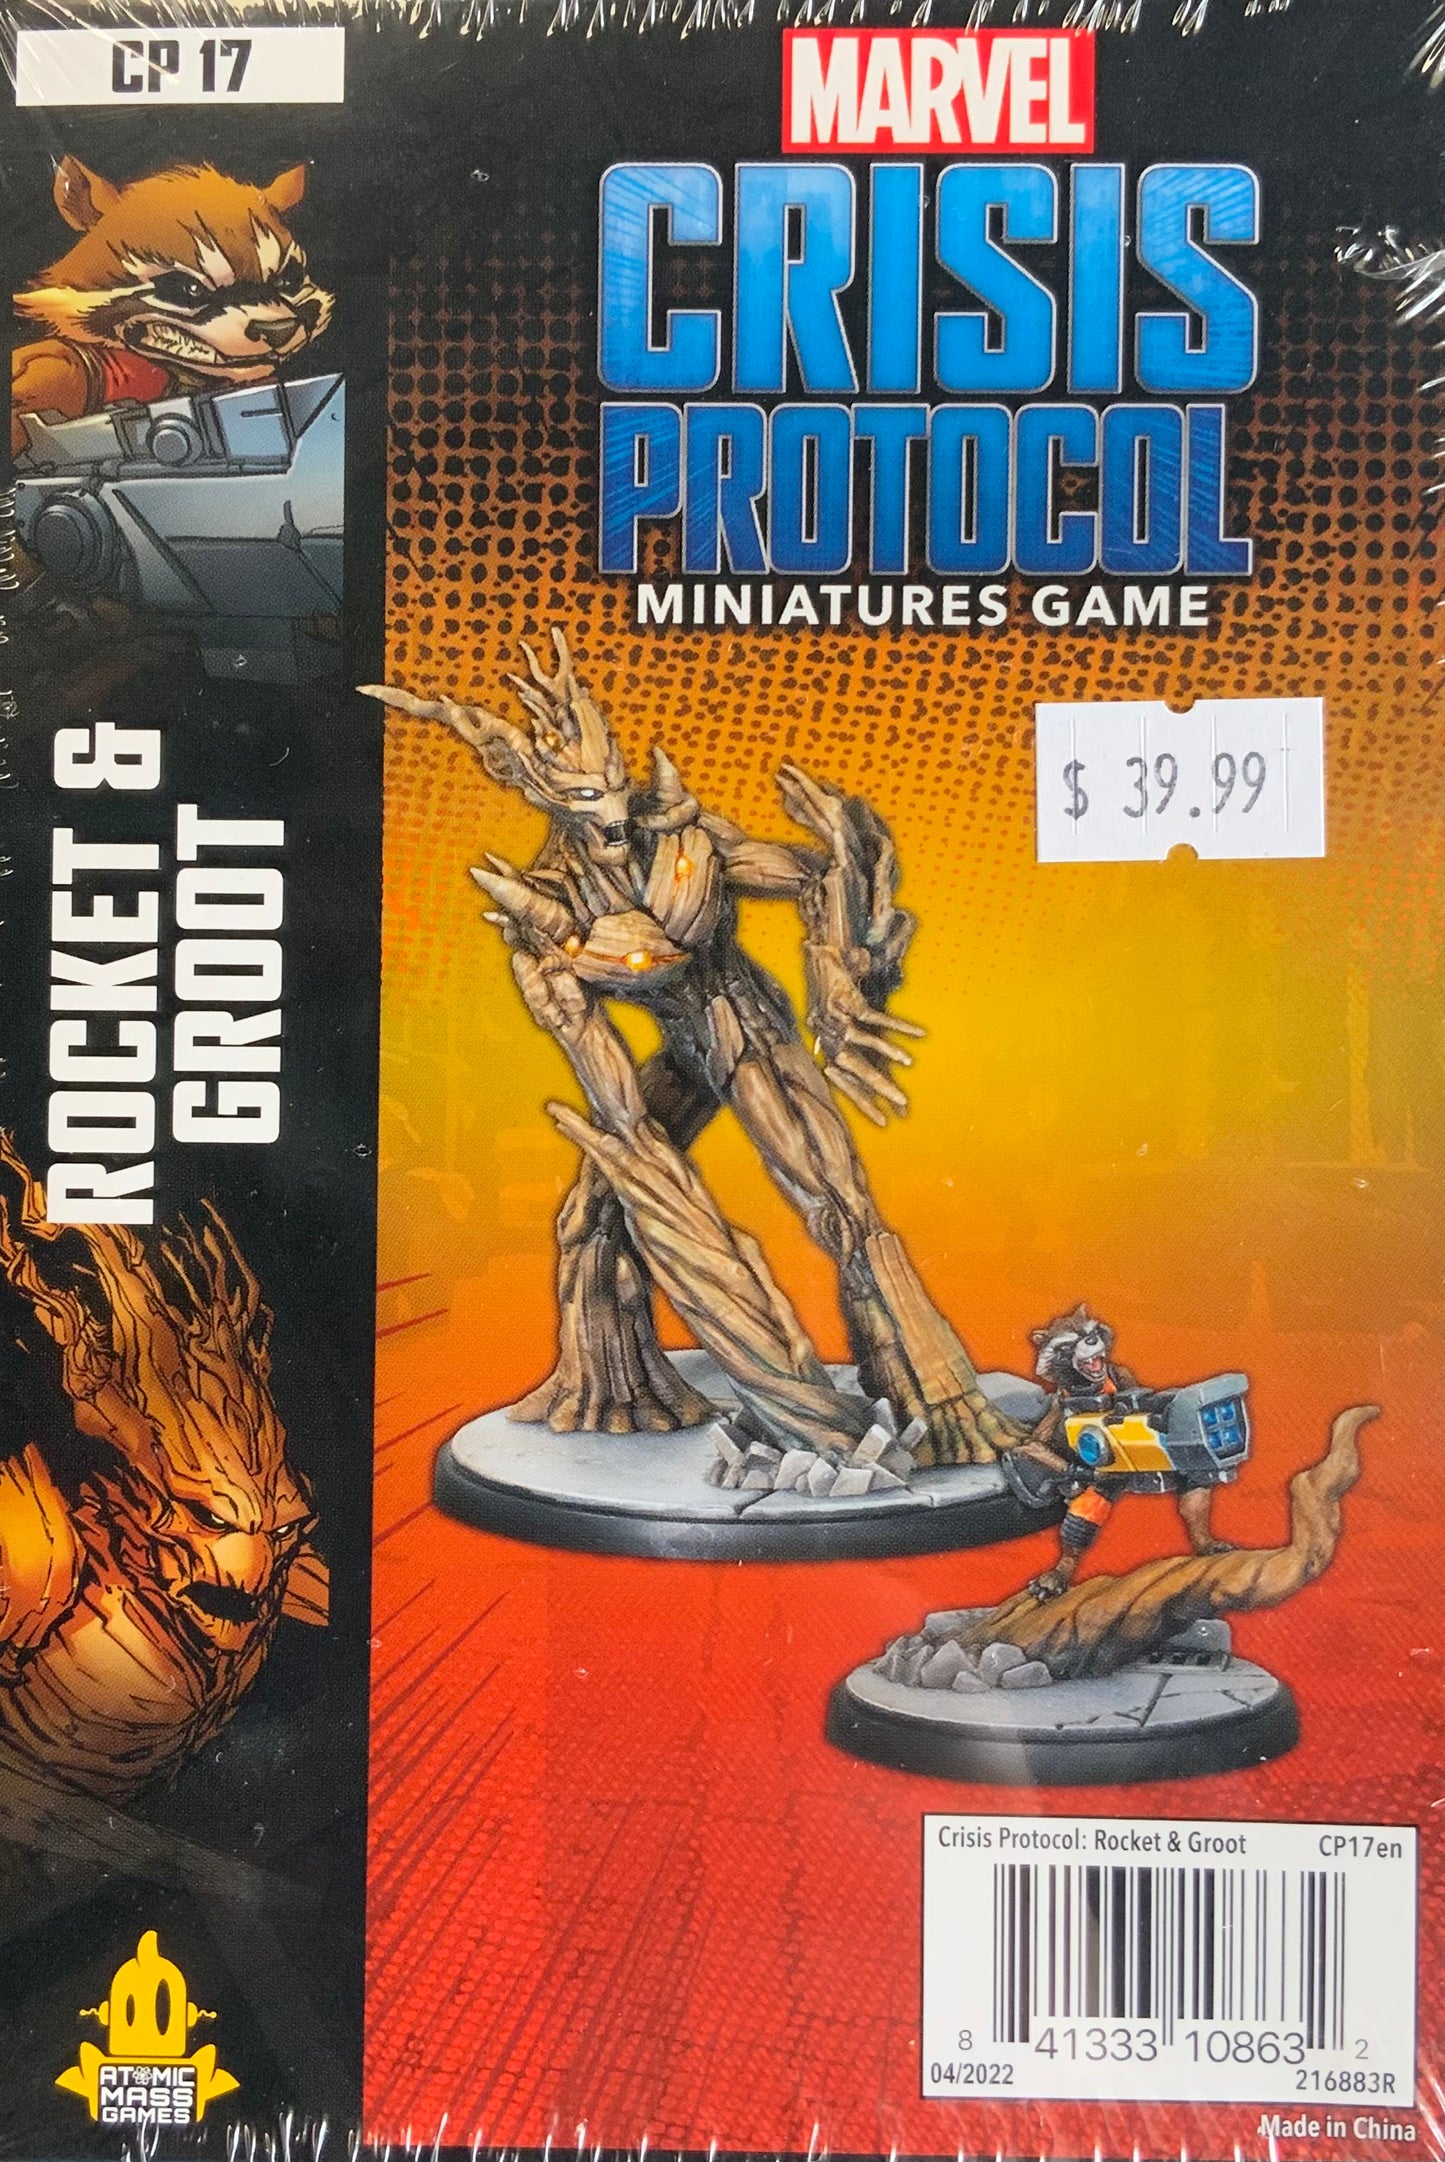 CP 17
MARVEL
CRISIS
PROTOCOL
MINIATURES GAME
$ 39.99
ROCKET &
GROOT
Crisis Protocol: Rocket & Groot CP17en
8 41333 10863 2
04/2022 216883R
Made in China
ATOMIC
MASS
GAMES